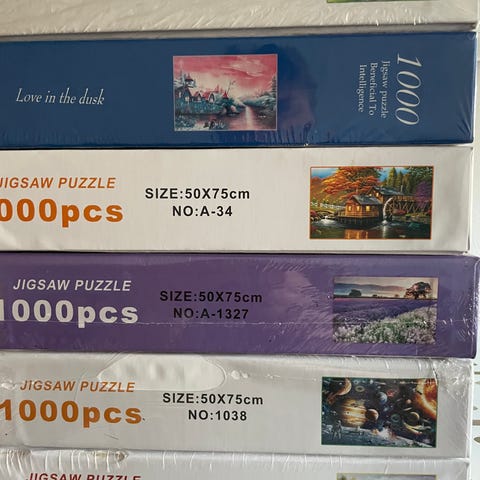 Love in the dusk
1000
Jigsaw puzzle
Beneficial To
Intelligence
JIGSAW PUZZLE
000pcs
SIZE:50X75cm
NO:A-34
JIGSAW PUZZLE
1000pcs
SIZE:50X75cm
NO:A-1327
JIGSAW PUZZLE
1000pcs
SIZE:50X75cm
NO:1038
JIGSAW PUZZLE